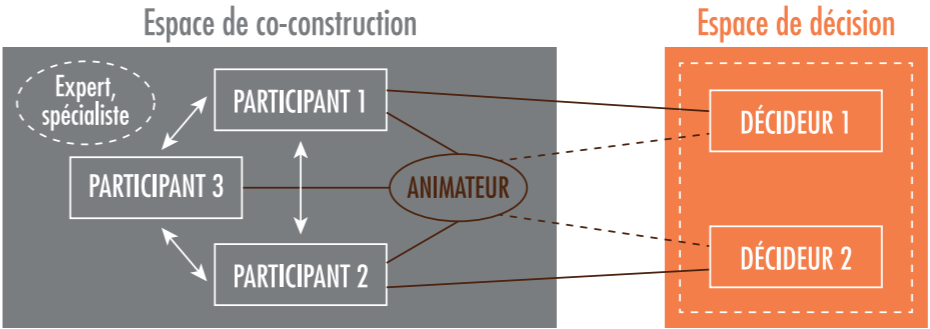 Espace de co-construction
Espace de décision
Expert,
spécialiste
PARTICIPANT 1
DÉCIDEUR 1
PARTICIPANT 3
ANIMATEUR
PARTICIPANT 2
DÉCIDEUR 2